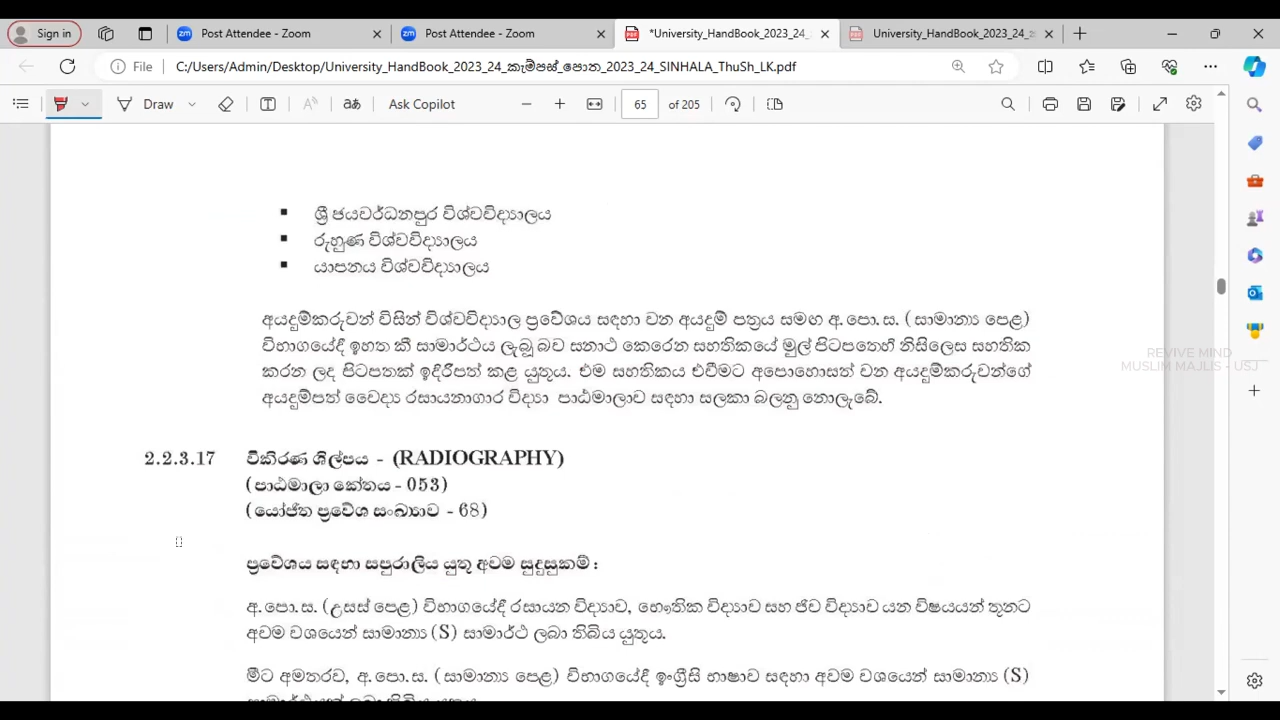 Sign in
Post Attendee - Zoom
Post Attendee - Zoom
*University_HandBook_2023_24_
University_HandBook_2023_24_
File
C:/Users/Admin/Desktop/University_HandBook_2023_24_කැම්පස්_පොත_2023_24_SINHALA_ThuSh_LK.pdf
Draw
Ask Copilot
65
of 205
ශ්‍රී ජයවර්ධනපුර විශ්වවිද්‍යාලය
රුහුණ විශ්වවිද්‍යාලය
යාපනය විශ්වවිද්‍යාලය
අයදුම්කරුවන් විසින් විශ්වවිද්‍යාල ප්‍රවේශය සඳහා වන අයදුම් පත්‍රය සමඟ අ.පො.ස. (සාමාන්‍ය පෙළ)
විභාගයේදී ඉහත කී සාමාර්ථය ලැබූ බව සනාථ කෙරෙන සහතිකයේ මුල් පිටපතෙහි නිසිලෙස සහතික
කරන ලද පිටපතක් ඉදිරිපත් කළ යුතුය. එම සහතිකය එවීමට අපොහොසත් වන අයදුම්කරුවන්ගේ
අයදුම්පත් වෛද්‍ය රසායනාගාර විද්‍යා පාඨමාලාව සඳහා සලකා බලනු නොලැබේ.
REVIVE MIND
MUSLIM MAJLIS - USJ
2.2.3.17 විකිරණ ශිල්පය - (RADIOGRAPHY)
(පාඨමාලා කේතය - 053)
(යෝජිත ප්‍රවේශ සංඛ්‍යාව - 68)
ප්‍රවේශය සඳහා සපුරාලිය යුතු අවම සුදුසුකම් :
අ.පො.ස. (උසස් පෙළ) විභාගයේදී රසායන විද්‍යාව, භෞතික විද්‍යාව සහ ජීව විද්‍යාව යන විෂයයන් තුනට
අවම වශයෙන් සාමාන්‍ය (S) සාමාර්ථ ලබා තිබිය යුතුය.
මීට අමතරව, අ.පො.ස. (සාමාන්‍ය පෙළ) විභාගයේදී ඉංග්‍රීසි භාෂාව සඳහා අවම වශයෙන් සාමාන්‍ය (S)